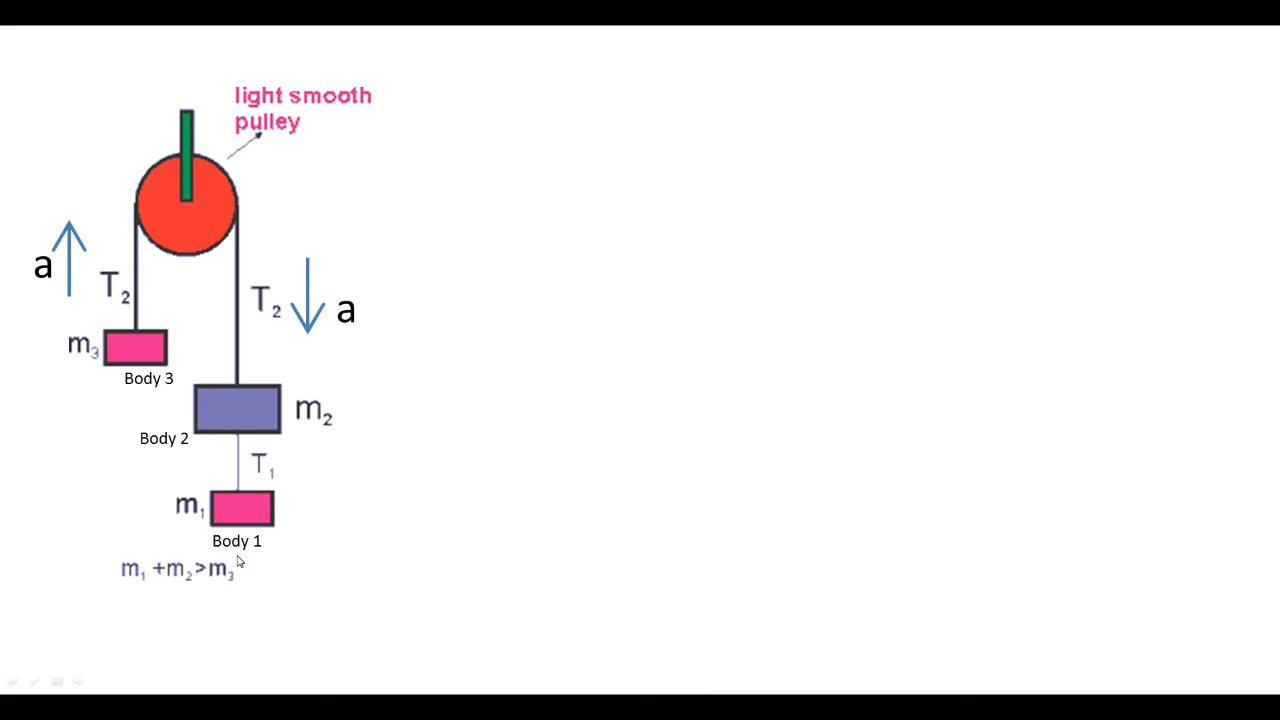 light smooth
pulley
a
T₂
T₂
a
m₃
Body 3
m₂
Body 2
T₁
m₁
Body 1
m₁ +m₂>m₃